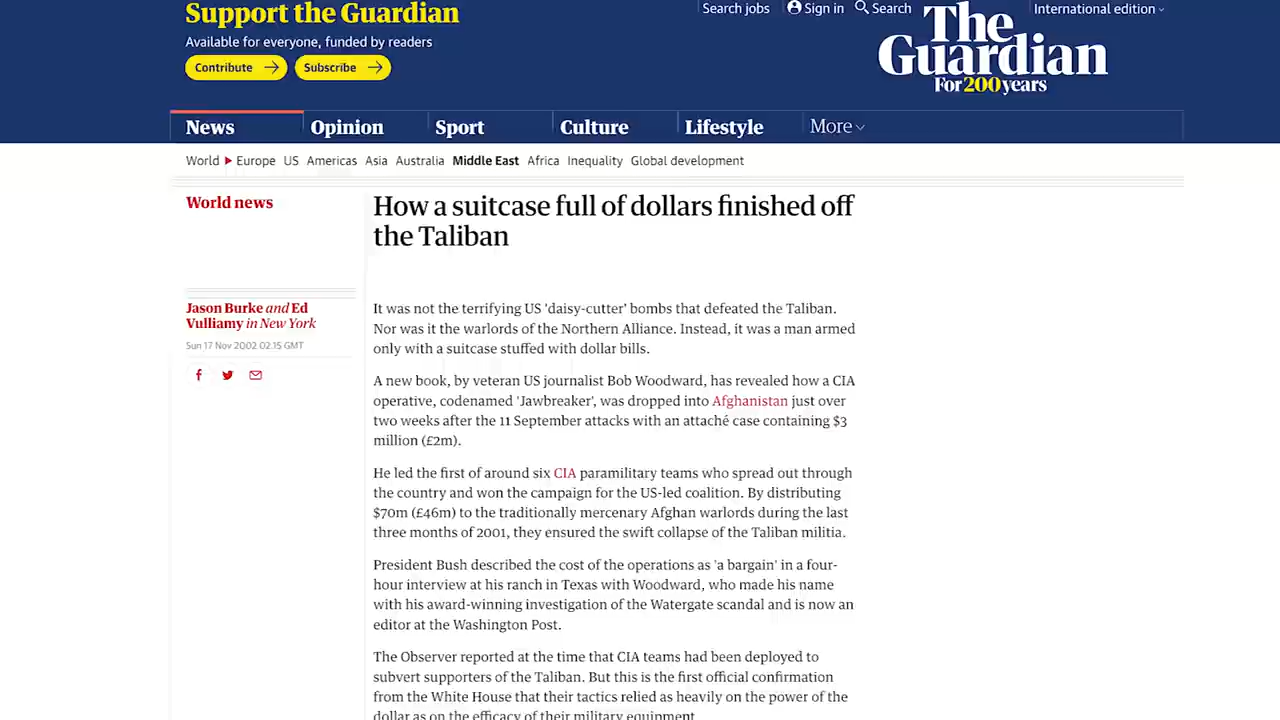 Support the Guardian
Available for everyone, funded by readers
Contribute →
Subscribe →
Search jobs
Sign in
Search
International edition
The Guardian
For 200 years
News
Opinion
Sport
Culture
Lifestyle
More
World ▶ Europe US Americas Asia Australia Middle East Africa Inequality Global development
World news
How a suitcase full of dollars finished off
the Taliban
Jason Burke and Ed
Vulliamy in New York
Sun 17 Nov 2002 02.15 GMT
It was not the terrifying US 'daisy-cutter' bombs that defeated the Taliban.
Nor was it the warlords of the Northern Alliance. Instead, it was a man armed
only with a suitcase stuffed with dollar bills.
A new book, by veteran US journalist Bob Woodward, has revealed how a CIA
operative, codenamed 'Jawbreaker', was dropped into Afghanistan just over
two weeks after the 11 September attacks with an attaché case containing $3
million (£2m).
He led the first of around six CIA paramilitary teams who spread out through
the country and won the campaign for the US-led coalition. By distributing
$70m (£46m) to the traditionally mercenary Afghan warlords during the last
three months of 2001, they ensured the swift collapse of the Taliban militia.
President Bush described the cost of the operations as 'a bargain' in a four-
hour interview at his ranch in Texas with Woodward, who made his name
with his award-winning investigation of the Watergate scandal and is now an
editor at the Washington Post.
The Observer reported at the time that CIA teams had been deployed to
subvert supporters of the Taliban. But this is the first official confirmation
from the White House that their tactics relied as heavily on the power of the
dollar as on the efficacy of their military equipment